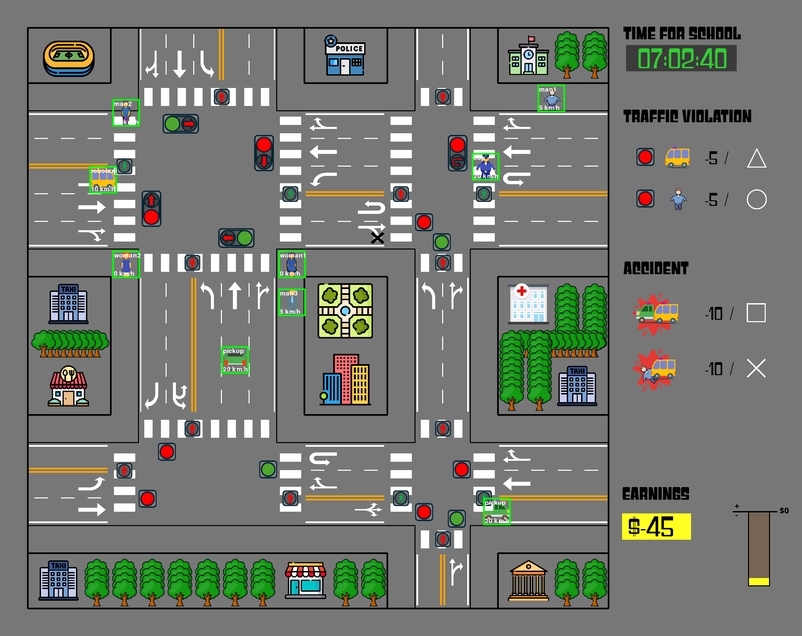 TIME FOR SCHOOL
07:02:40
POLICE
man2
man1
5 km/h
TRAFFIC VIOLATION
-5 /
-5 /
10 km/h
woman2
0 km/h
woman1
0 km/h
ACCIDENT
TAXI
5 km/h
-10 /
pickup
20 km/h
-10 /
TAXI
EARNINGS
+
-
$0
$-45
pickup
20 km/h
TAXI